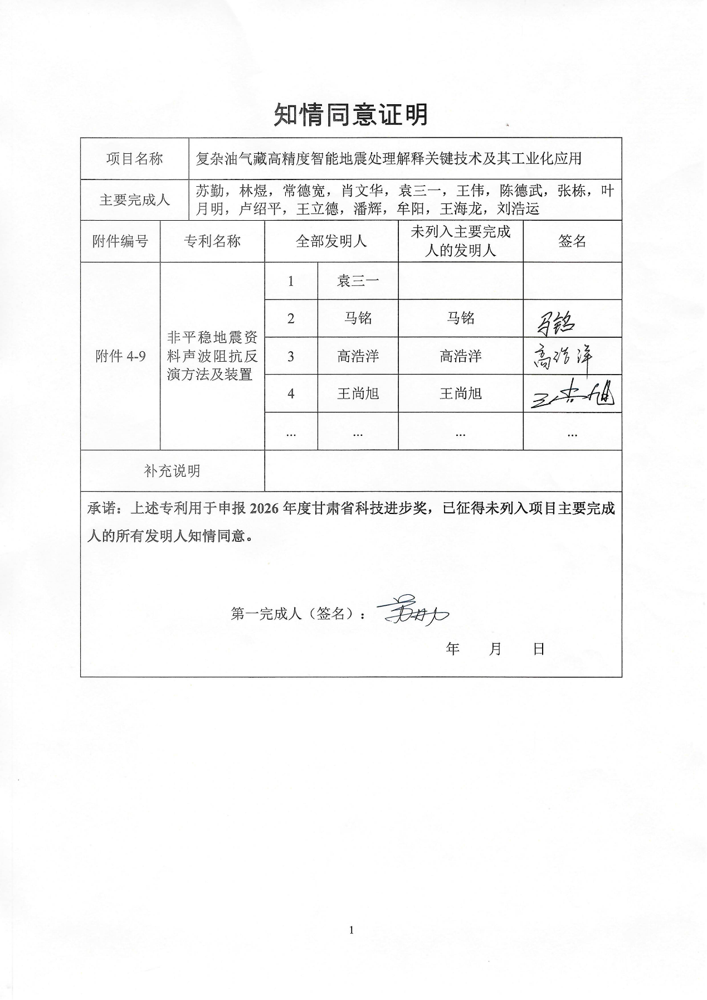 知情同意证明
项目名称
复杂油气藏高精度智能地震处理解释关键技术及其工业化应用
主要完成人
苏勤，林煜，常德宽，肖文华，袁三一，王伟，陈德武，张栋，叶
月明，卢绍平，王立德，潘辉，牟阳，王海龙，刘浩运
附件编号
专利名称
全部发明人
未列入主要完成
人的发明人
签名
附件 4-9
非平稳地震资
料声波阻抗反
演方法及装置
1
袁三一
2
马铭
马铭
马铭
3
高浩洋
高浩洋
高浩洋
4
王尚旭
王尚旭
王尚旭
...
...
...
...
补充说明
承诺：上述专利用于申报 2026 年度甘肃省科技进步奖，已征得未列入项目主要完成
人的所有发明人知情同意。
第一完成人（签名）：苏勤
年 月 日
1